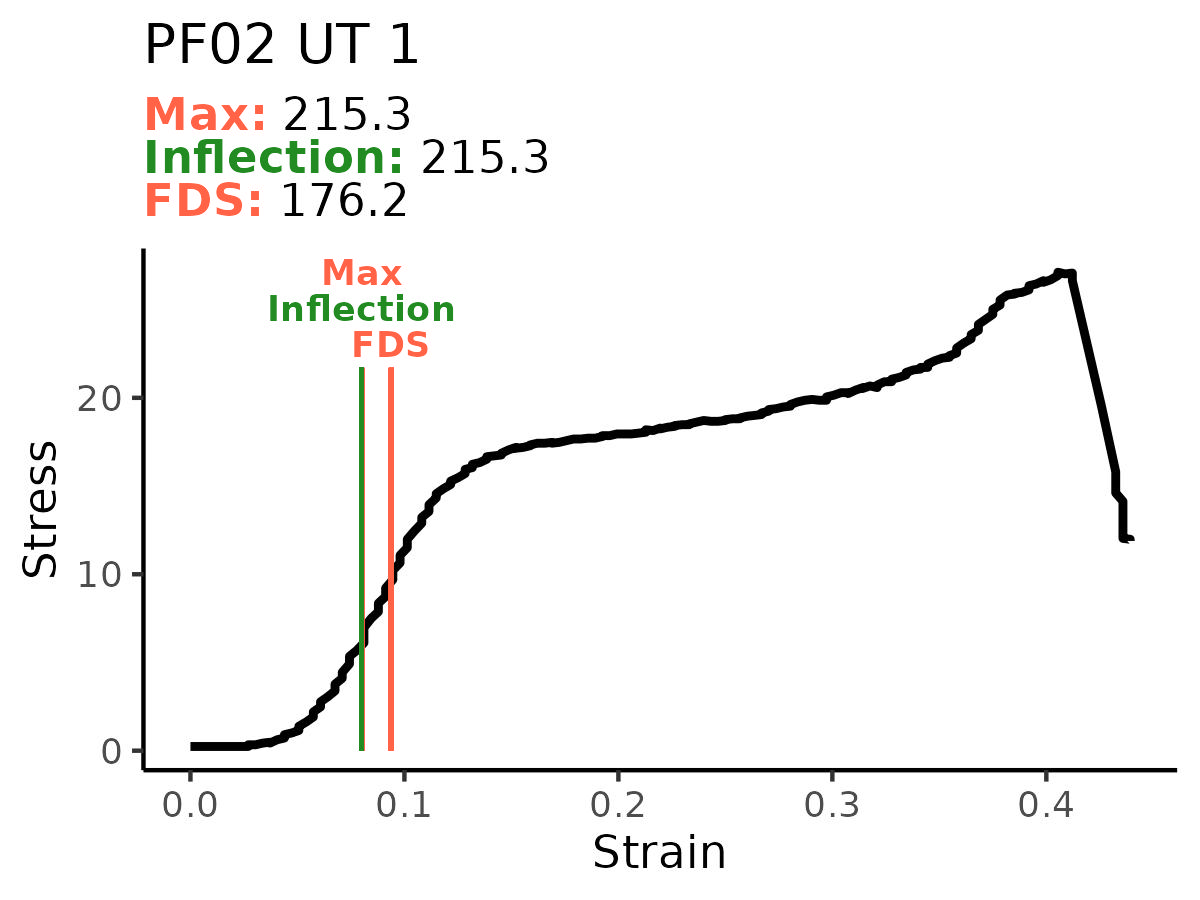 PF02 UT 1
Max: 215.3
Inflection: 215.3
FDS: 176.2
Max
Inflection
FDS
20
10
0
Stress
0.0 0.1 0.2 0.3 0.4
Strain